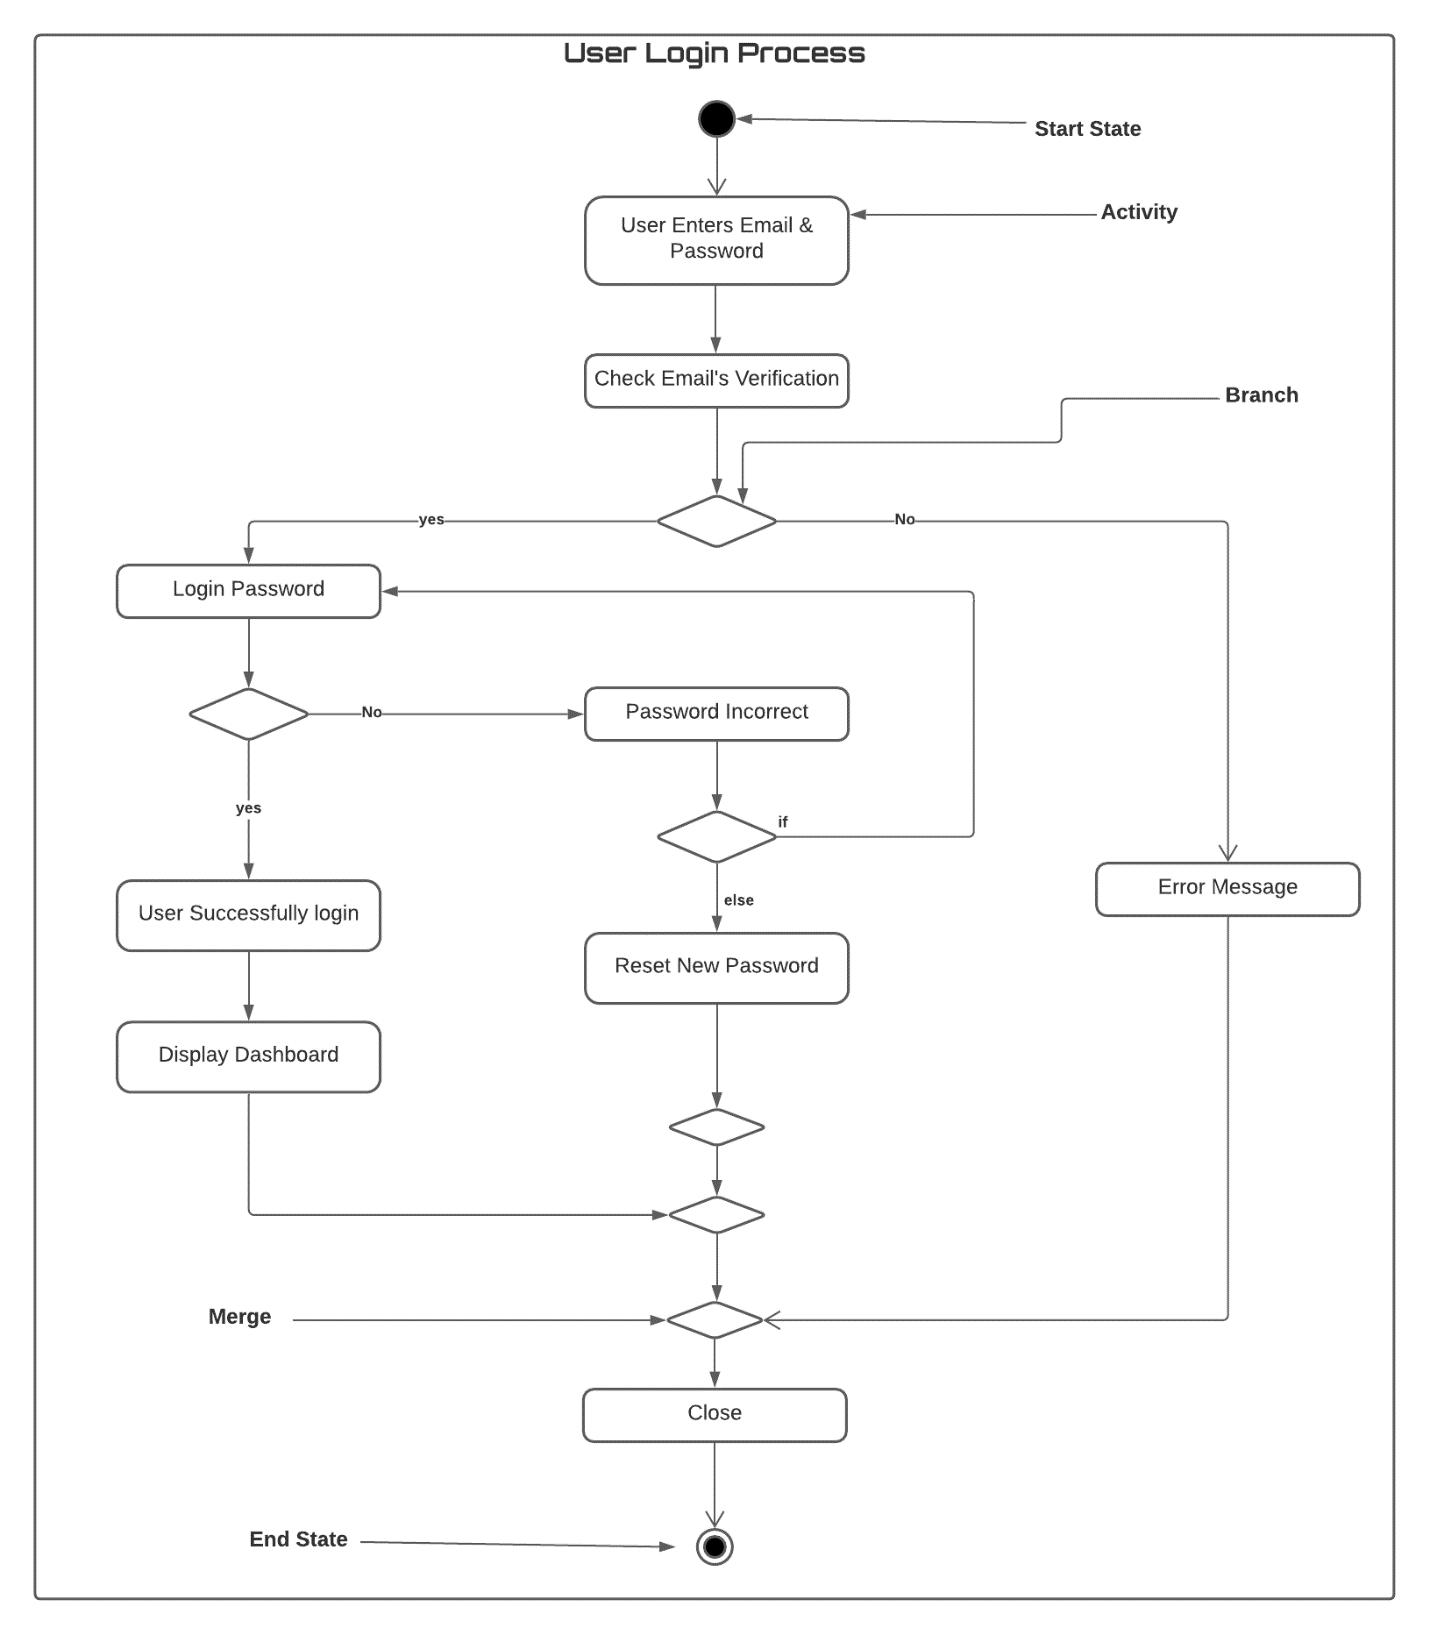 User Login Process
Start State
Activity
User Enters Email &
Password
Check Email's Verification
Branch
yes
No
Login Password
No
Password Incorrect
yes
if
Error Message
else
User Successfully login
Reset New Password
Display Dashboard
Merge
Close
End State